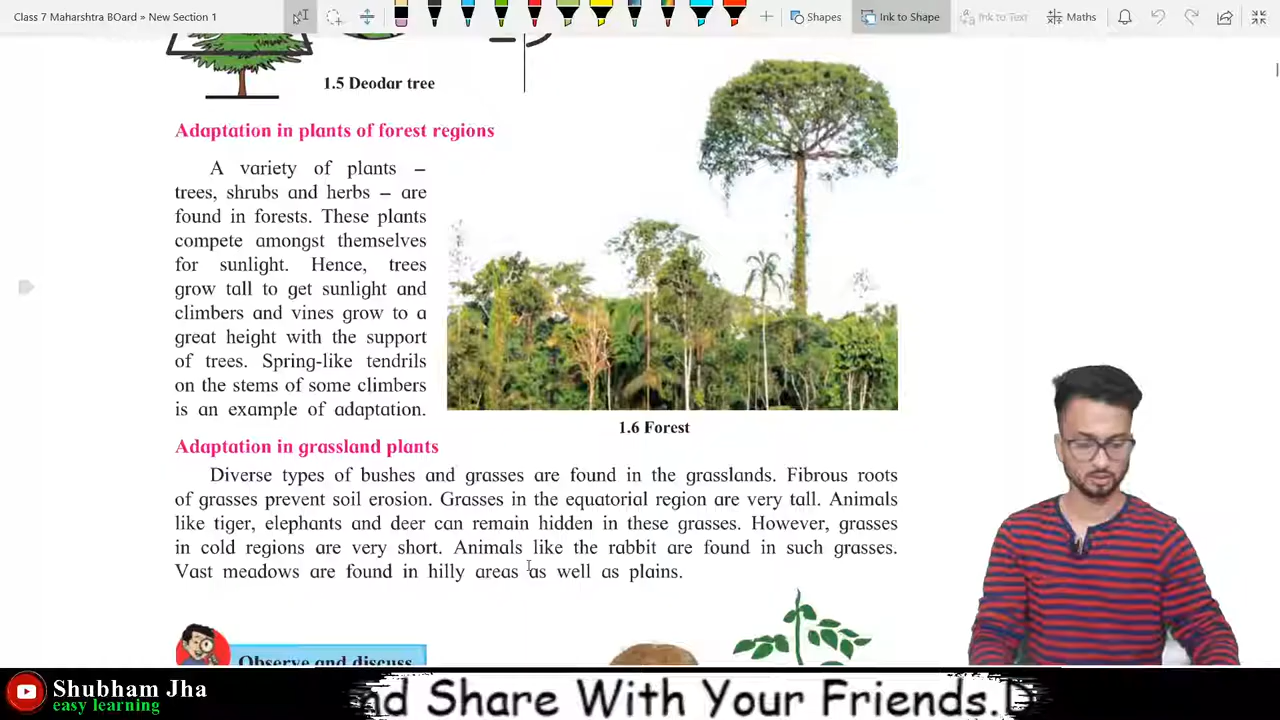 Class 7 Maharshtra BOard » New Section 1
Shapes
Ink to Shape
Ink to Text
Maths
1.5 Deodar tree
Adaptation in plants of forest regions
A variety of plants –
trees, shrubs and herbs – are
found in forests. These plants
compete amongst themselves
for sunlight. Hence, trees
grow tall to get sunlight and
climbers and vines grow to a
great height with the support
of trees. Spring-like tendrils
on the stems of some climbers
is an example of adaptation.
1.6 Forest
Adaptation in grassland plants
Diverse types of bushes and grasses are found in the grasslands. Fibrous roots
of grasses prevent soil erosion. Grasses in the equatorial region are very tall. Animals
like tiger, elephants and deer can remain hidden in these grasses. However, grasses
in cold regions are very short. Animals like the rabbit are found in such grasses.
Vast meadows are found in hilly areas as well as plains.
Observe and discuss
Shubham Jha
easy learning
nd Share With Your Friends.D